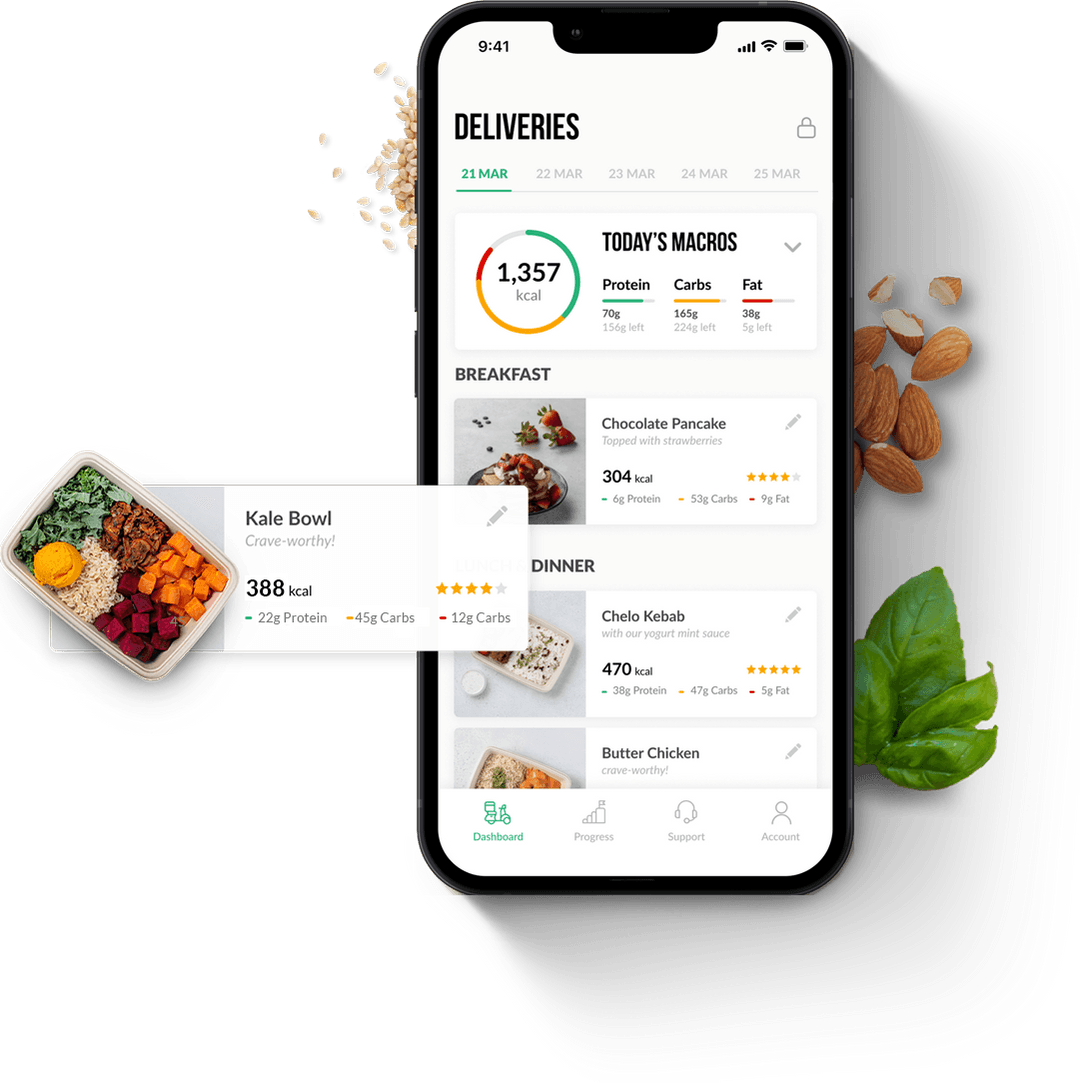 9:41
DELIVERIES
21 MAR 22 MAR 23 MAR 24 MAR 25 MAR
TODAY'S MACROS
1,357
kcal
Protein Carbs Fat
70g 165g 38g
156g left 224g left 5g left
BREAKFAST
Chocolate Pancake
Topped with strawberries
304 kcal
6g Protein 53g Carbs 9g Fat
Kale Bowl
Crave-worthy!
388 kcal
22g Protein 45g Carbs 12g Carbs
LUNCH & DINNER
Chelo Kebab
with our yogurt mint sauce
470 kcal
38g Protein 47g Carbs 5g Fat
Butter Chicken
crave-worthy!
Dashboard Progress Support Account